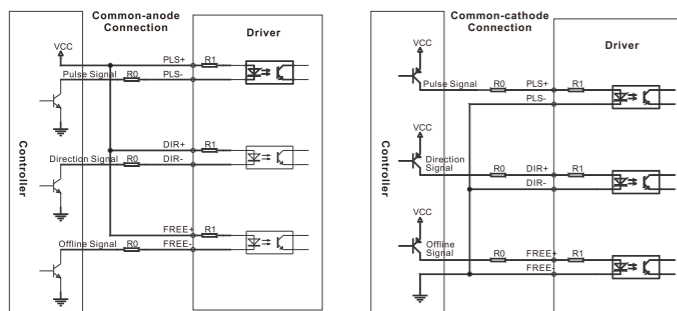 Common-anode
Connection
Driver
VCC
PLS+ R1
Pulse Signal R0 PLS-
DIR+ R1
Direction Signal R0 DIR-
FREE+ R1
Offline Signal R0 FREE-
Controller
Common-cathode
Connection
Driver
VCC
Pulse Signal R0 PLS+ R1
PLS-
VCC
Direction
Signal
R0 DIR+ R1
DIR-
VCC
Offline
Signal
R0 FREE+ R1
FREE-
Controller